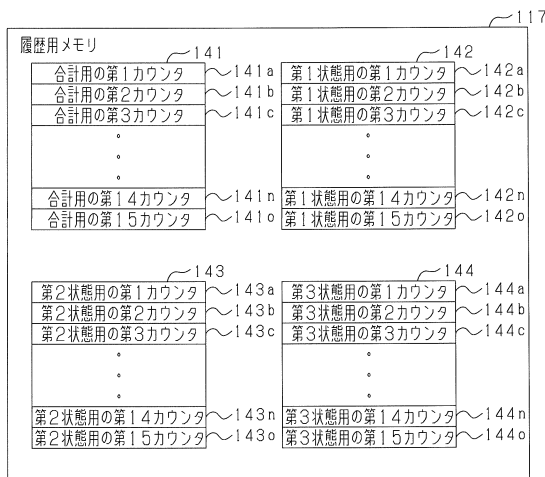 117
履歴用メモリ
141
合計用の第1カウンタ 141a
合計用の第2カウンタ 141b
合計用の第3カウンタ 141c
合計用の第14カウンタ 141n
合計用の第15カウンタ 141o
142
第1状態用の第1カウンタ 142a
第1状態用の第2カウンタ 142b
第1状態用の第3カウンタ 142c
第1状態用の第14カウンタ 142n
第1状態用の第15カウンタ 142o
143
第2状態用の第1カウンタ 143a
第2状態用の第2カウンタ 143b
第2状態用の第3カウンタ 143c
第2状態用の第14カウンタ 143n
第2状態用の第15カウンタ 143o
144
第3状態用の第1カウンタ 144a
第3状態用の第2カウンタ 144b
第3状態用の第3カウンタ 144c
第3状態用の第14カウンタ 144n
第3状態用の第15カウンタ 144o